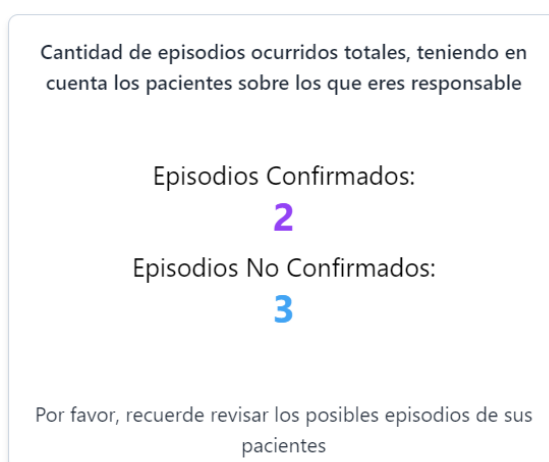 Cantidad de episodios ocurridos totales, teniendo en
cuenta los pacientes sobre los que eres responsable
Episodios Confirmados:
2
Episodios No Confirmados:
3
Por favor, recuerde revisar los posibles episodios de sus
pacientes